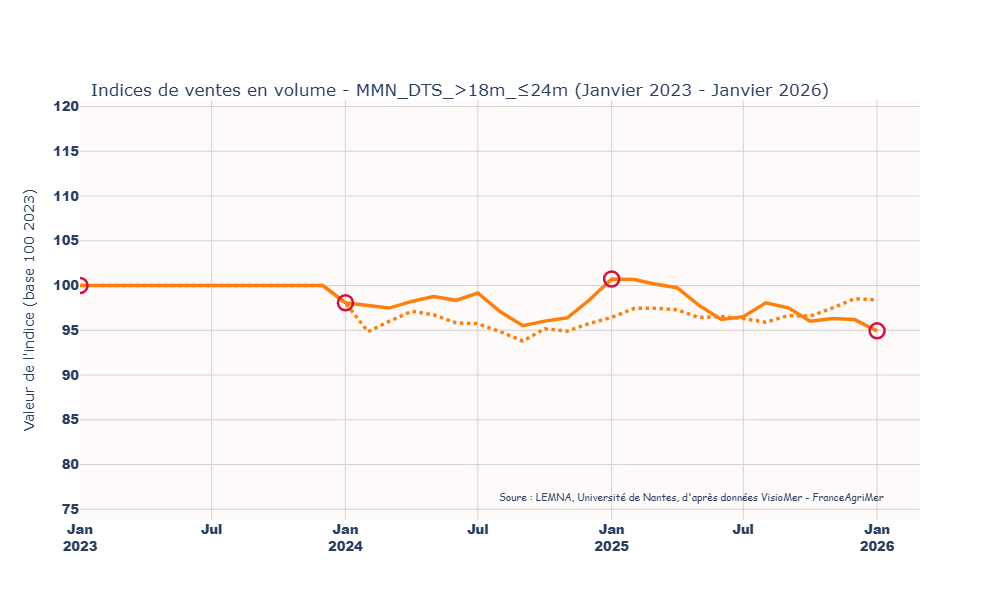 Indices de ventes en volume - MMN_DTS_>18m_≤24m (Janvier 2023 - Janvier 2026)
Valeur de l'indice (base 100 2023)
120
115
110
105
100
95
90
85
80
75
Soure : LEMNA, Université de Nantes, d'après données VisioMer - FranceAgriMer
Jan Jul Jan Jul Jan Jul Jan
2023 2024 2025 2026